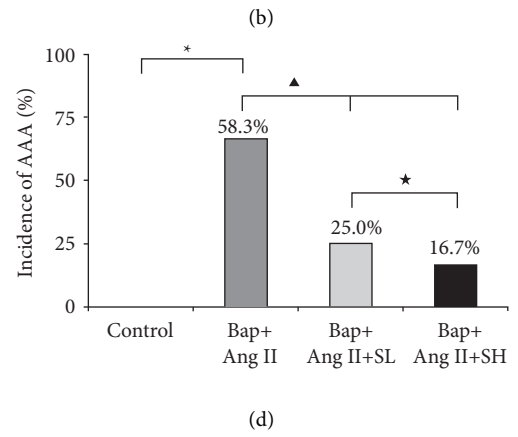 (b)
100
75
50
25
0
Incidence of AAA (%)
*
▲
★
58.3%
25.0%
16.7%
Control
Bap+
Ang II
Bap+
Ang II+SL
Bap+
Ang II+SH
(d)